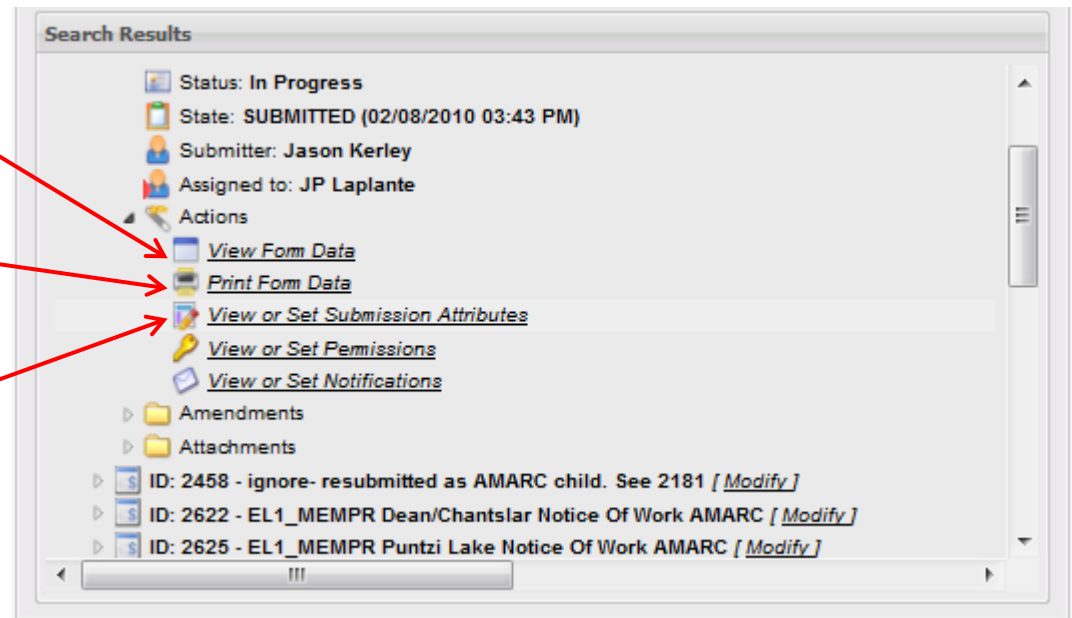 Search Results
Status: In Progress
State: SUBMITTED (02/08/2010 03:43 PM)
Submitter: Jason Kerley
Assigned to: JP Laplante
Actions
View Form Data
Print Form Data
View or Set Submission Attributes
View or Set Permissions
View or Set Notifications
Amendments
Attachments
ID: 2458 - ignore- resubmitted as AMARC child. See 2181 [ Modify ]
ID: 2622 - EL1_MEMPR Dean/Chantslar Notice Of Work AMARC [ Modify ]
ID: 2625 - EL1_MEMPR Puntzi Lake Notice Of Work AMARC [ Modify ]